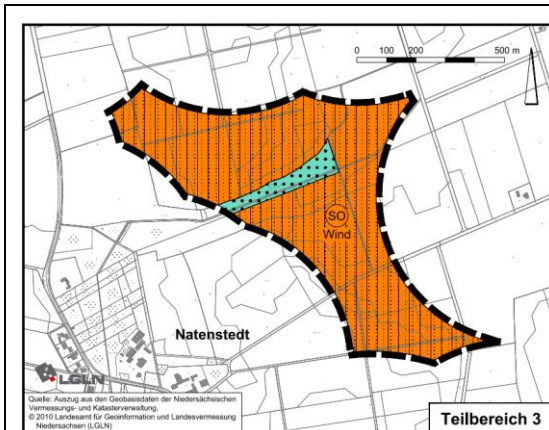 0 100 200 500 m
SO
Wind
Natenstedt
LGLN
Quelle: Auszug aus den Geobasisdaten der Niedersächsischen
Vermessungs- und Katasterverwaltung.
© 2010 Landesamt für Geoinformation und Landesvermessung
Niedersachsen (LGLN)
Teilbereich 3